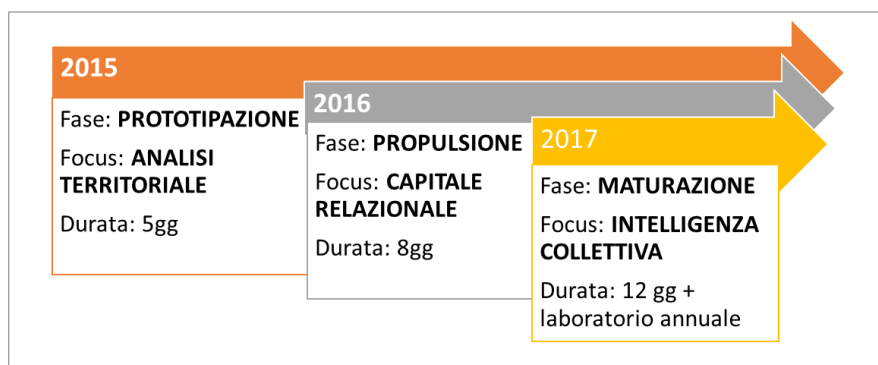 2015
Fase: PROTOTIPAZIONE
Focus: ANALISI
TERRITORIALE
Durata: 5gg
2016
Fase: PROPULSIONE
Focus: CAPITALE
RELAZIONALE
Durata: 8gg
2017
Fase: MATURAZIONE
Focus: INTELLIGENZA
COLLETTIVA
Durata: 12 gg +
laboratorio annuale